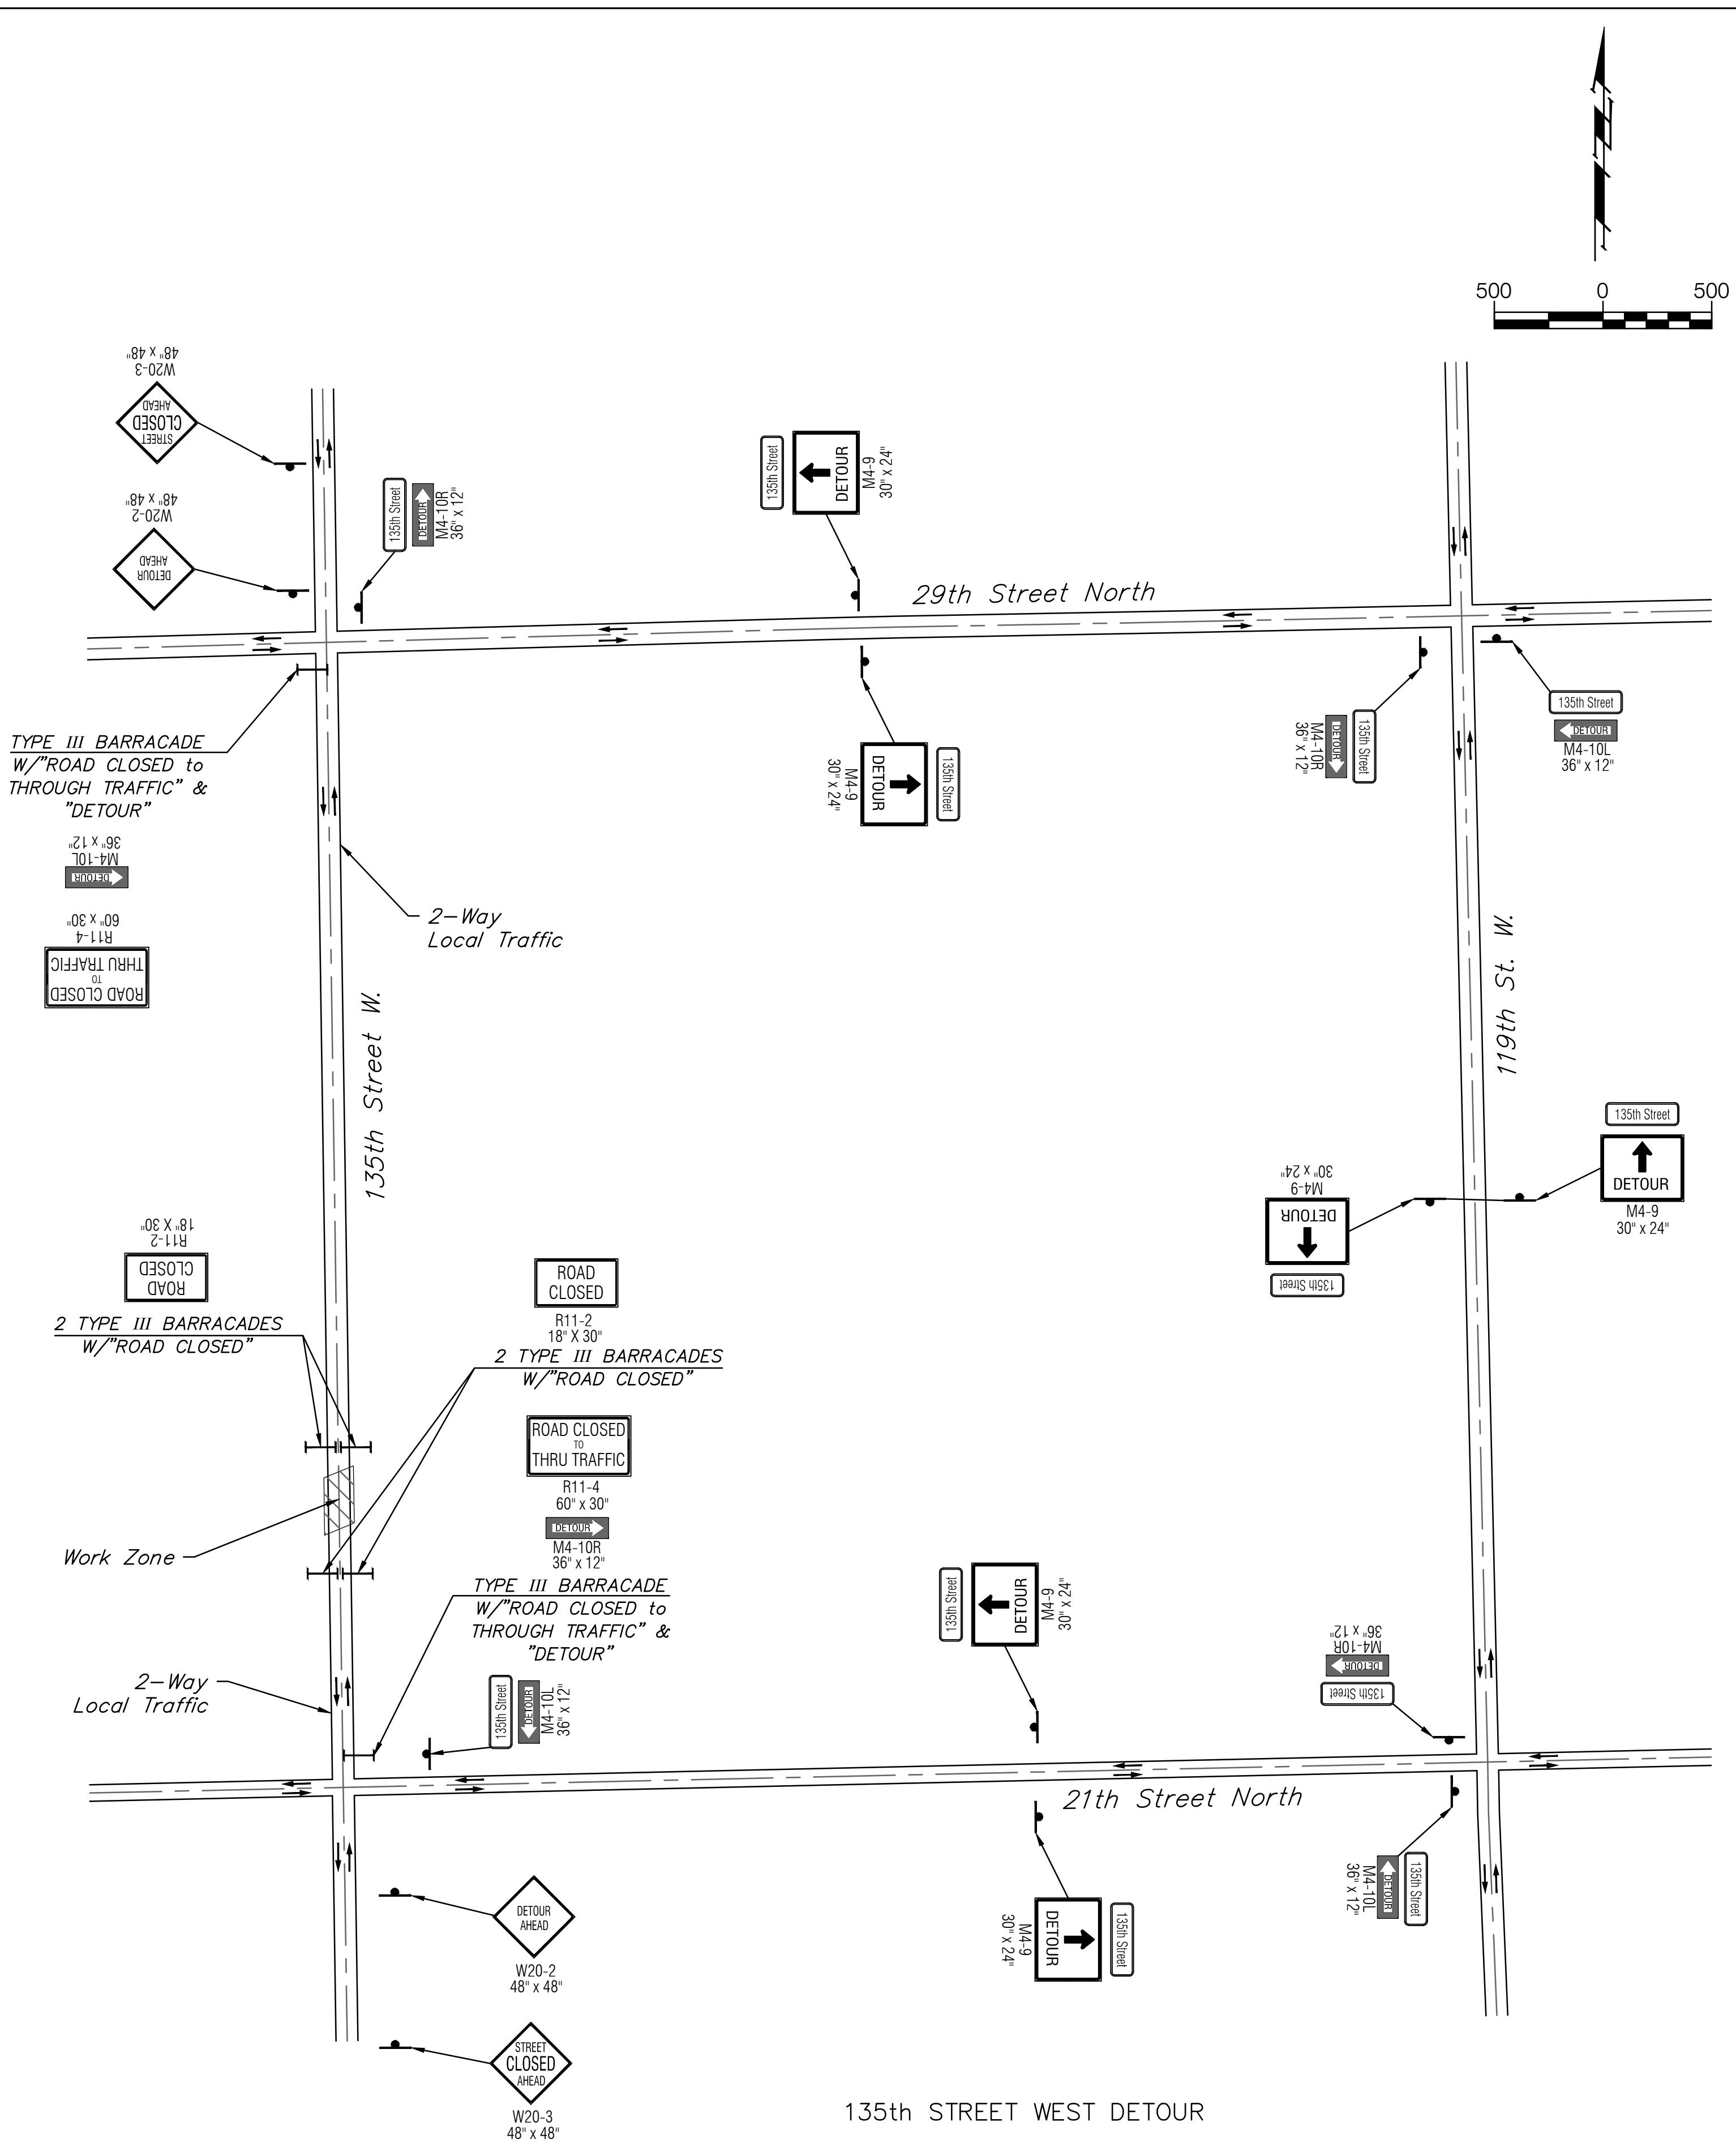 500 0 500
48" x 48"
W20-3
STREET
CLOSED
AHEAD
48" x 48"
W20-2
DETOUR
AHEAD
135th Street
DETOUR
M4-10R
36" x 12"
135th Street
DETOUR
M4-9
30" x 24"
29th Street North
TYPE III BARRACADE
W/"ROAD CLOSED to
THROUGH TRAFFIC" &
"DETOUR"
135th Street
DETOUR
M4-9
30" x 24"
135th Street
DETOUR
M4-10R
36" x 12"
135th Street
DETOUR
M4-10L
36" x 12"
DETOUR
M4-10L
36" x 12"
ROAD CLOSED
TO
THRU TRAFFIC
R11-4
60" x 30"
2-Way
Local Traffic
135th Street W.
119th St. W.
135th Street
DETOUR
M4-9
30" x 24"
135th Street
DETOUR
M4-9
30" x 24"
ROAD
CLOSED
R11-2
18" X 30"
2 TYPE III BARRACADES
W/"ROAD CLOSED"
ROAD
CLOSED
R11-2
18" X 30"
2 TYPE III BARRACADES
W/"ROAD CLOSED"
ROAD CLOSED
TO
THRU TRAFFIC
R11-4
60" x 30"
DETOUR
M4-10R
36" x 12"
Work Zone
TYPE III BARRACADE
W/"ROAD CLOSED to
THROUGH TRAFFIC" &
"DETOUR"
2-Way
Local Traffic
135th Street
DETOUR
M4-10L
36" x 12"
135th Street
DETOUR
M4-9
30" x 24"
135th Street
DETOUR
M4-10R
36" x 12"
21th Street North
135th Street
DETOUR
M4-9
30" x 24"
135th Street
DETOUR
M4-10L
36" x 12"
DETOUR
AHEAD
W20-2
48" x 48"
STREET
CLOSED
AHEAD
W20-3
48" x 48"
135th STREET WEST DETOUR